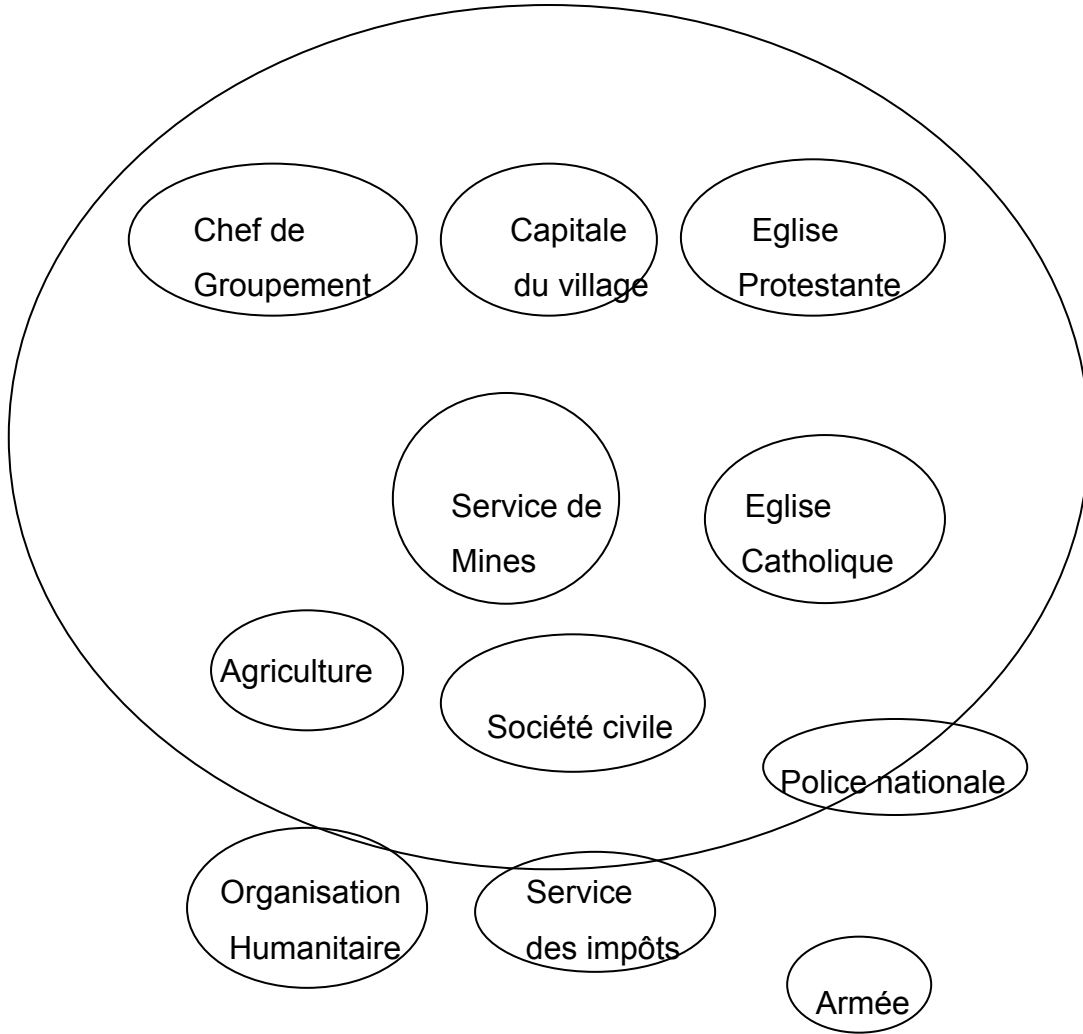 Chef de
Groupement
Capitale
du village
Eglise
Protestante
Service de
Mines
Eglise
Catholique
Agriculture
Société civile
Police nationale
Organisation
Humanitaire
Service
des impôts
Armée